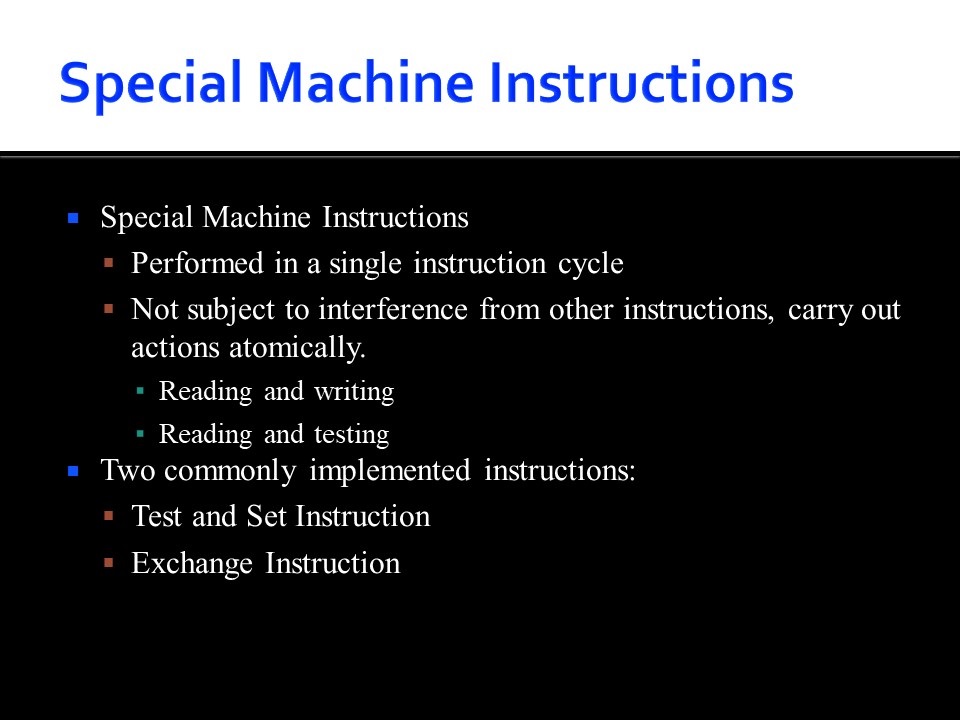 Special Machine Instructions
Special Machine Instructions
Performed in a single instruction cycle
Not subject to interference from other instructions, carry out
actions atomically.
Reading and writing
Reading and testing
Two commonly implemented instructions:
Test and Set Instruction
Exchange Instruction